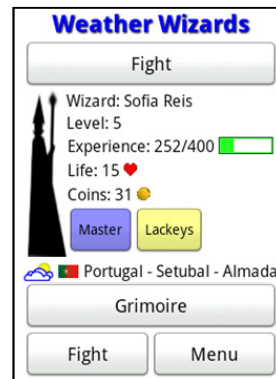 Weather Wizards
Fight
Wizard: Sofia Reis
Level: 5
Experience: 252/400
Life: 15
Coins: 31
Master Lackeys
Portugal - Setubal - Almada
Grimoire
Fight Menu